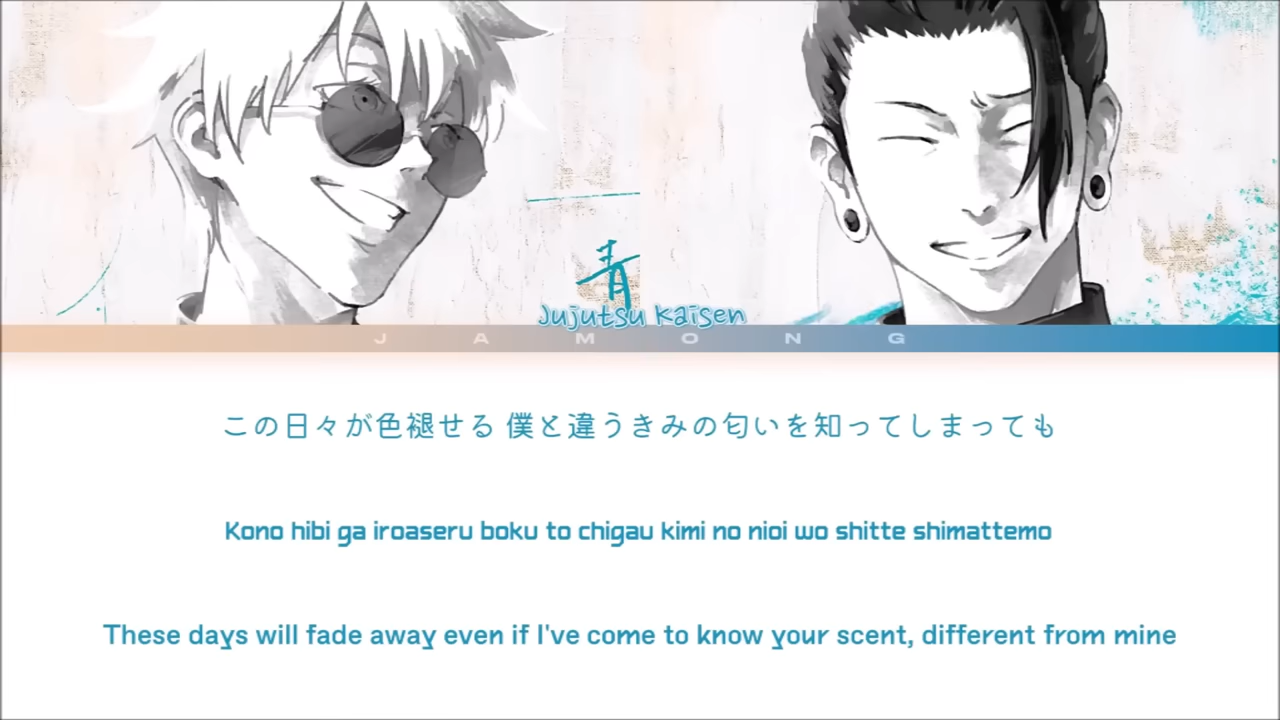 青
Jujutsu Kaisen
JAMONG
この日々が色褪せる 僕と違うきみの匂いを知ってしまっても
Kono hibi ga iroaseru boku to chigau kimi no nioi wo shitte shimattemo
These days will fade away even if I've come to know your scent, different from mine